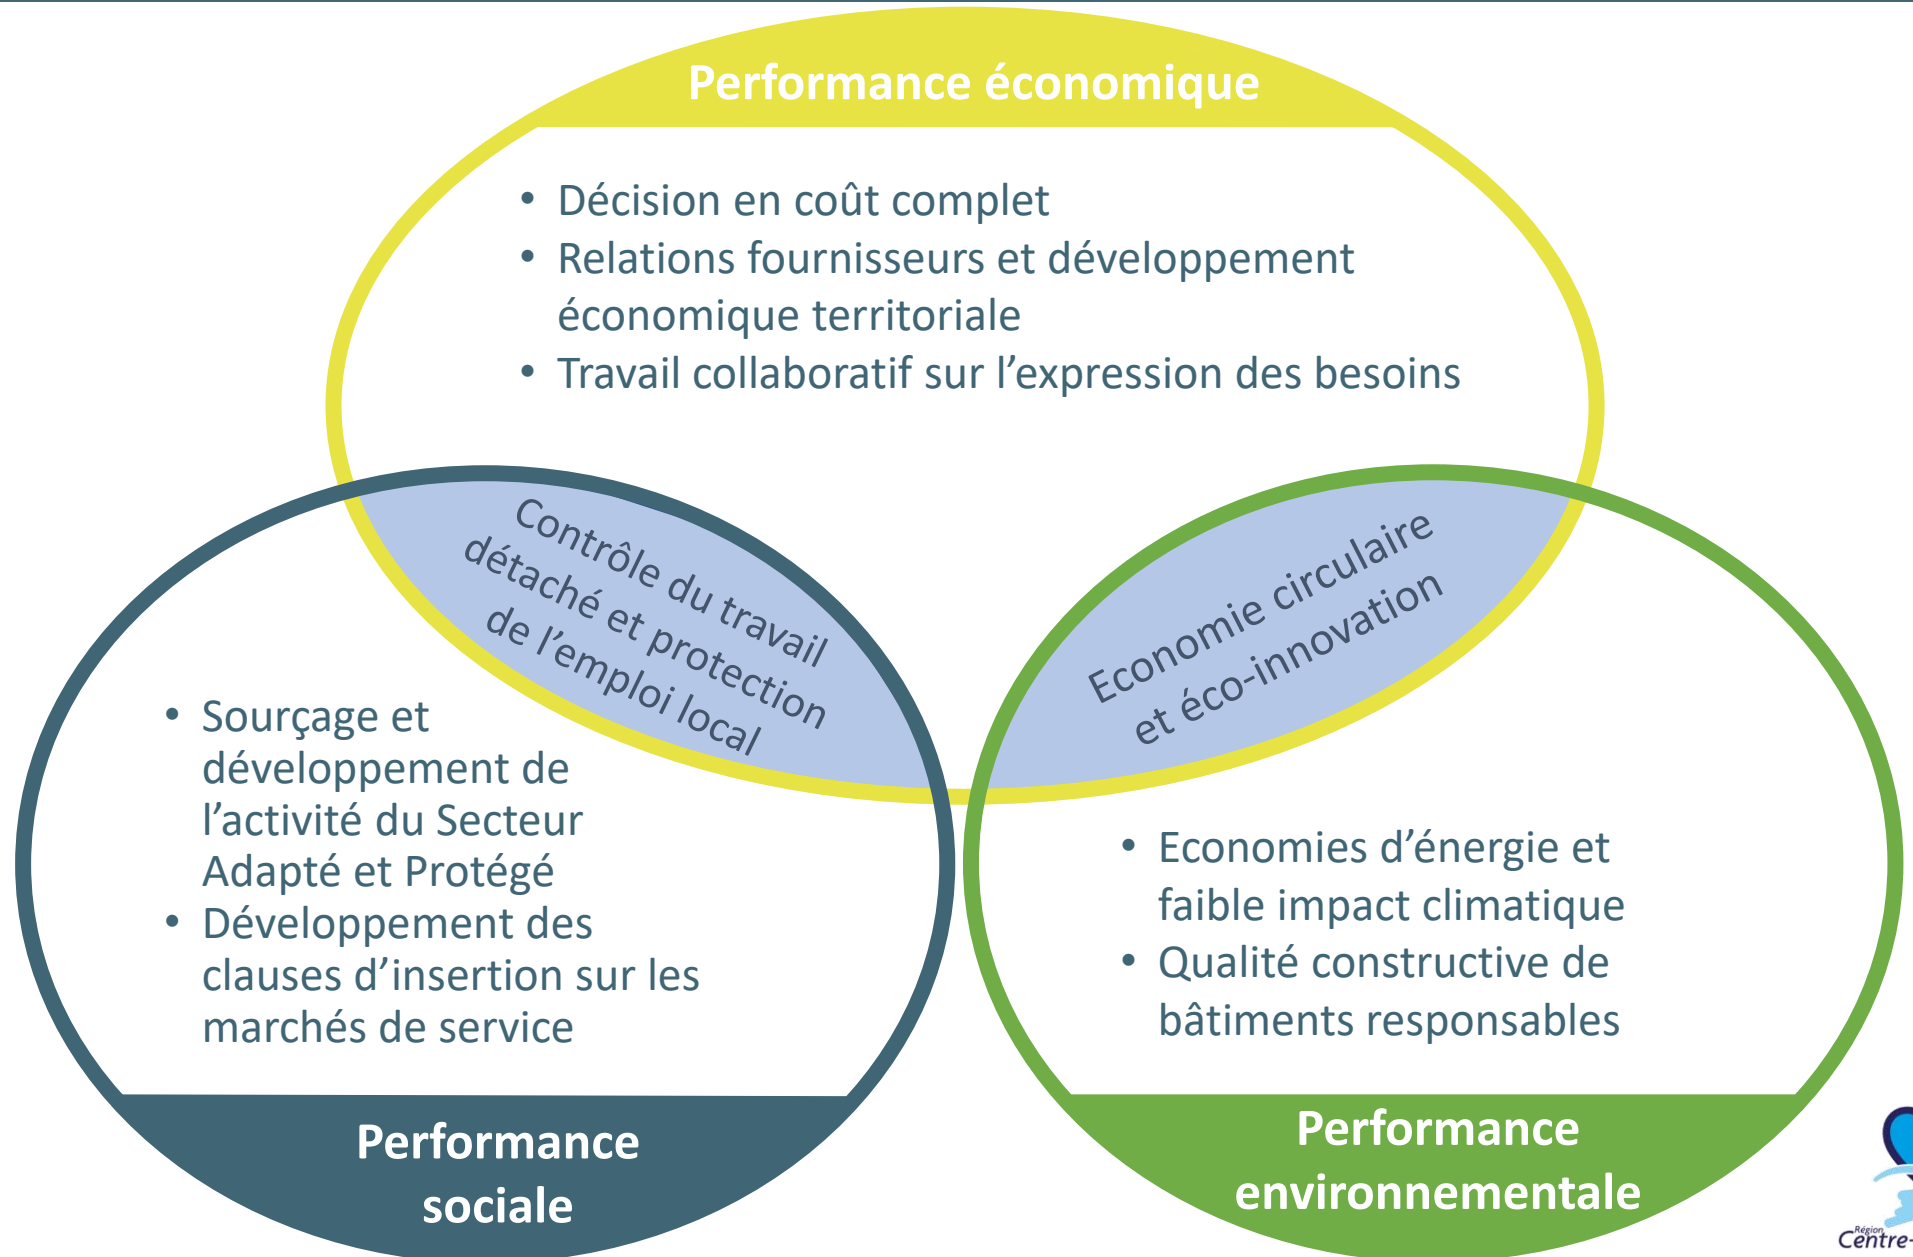 Performance économique
• Décision en coût complet
• Relations fournisseurs et développement
économique territoriale
• Travail collaboratif sur l’expression des besoins
Contrôle du travail
détaché et protection
de l’emploi local
Economie circulaire
et éco-innovation
• Sourçage et
développement de
l’activité du Secteur
Adapté et Protégé
• Développement des
clauses d’insertion sur les
marchés de service
• Economies d’énergie et
faible impact climatique
• Qualité constructive de
bâtiments responsables
Performance
sociale
Performance
environnementale
Région
Centre-